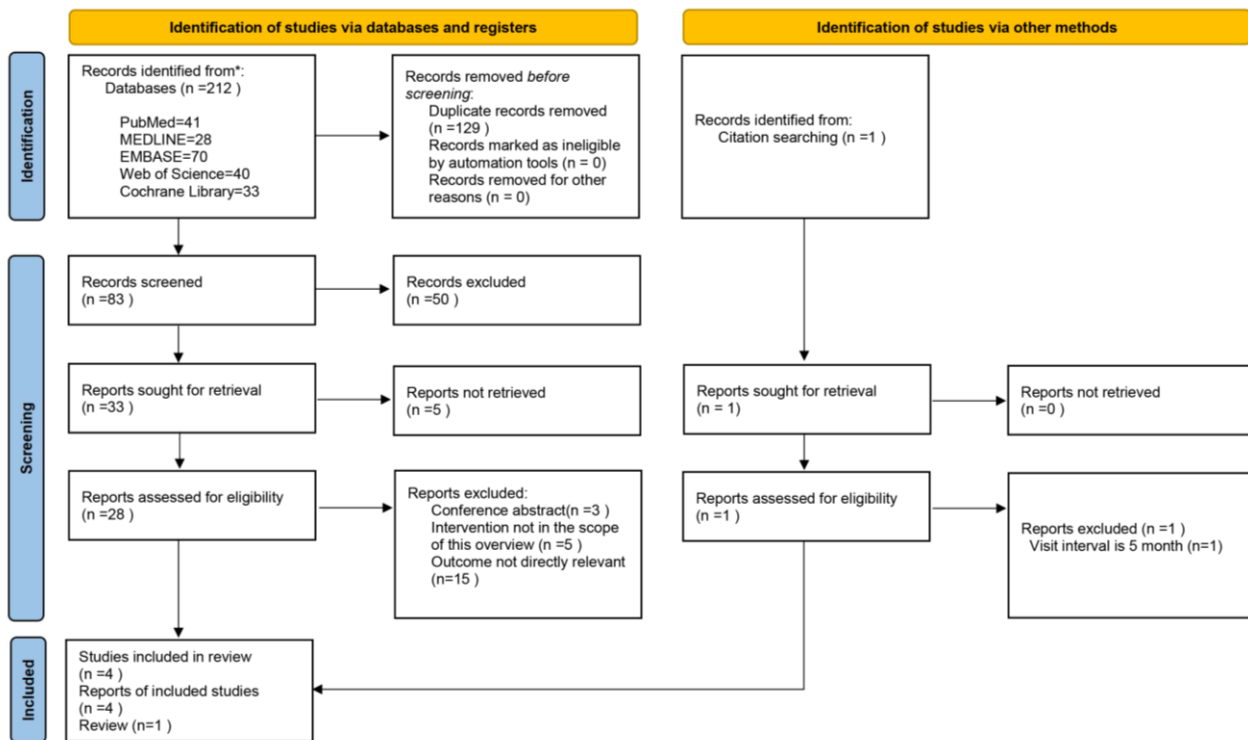 Identification of studies via databases and registers
Identification of studies via other methods
Identification
Records identified from*:
Databases (n =212 )
PubMed=41
MEDLINE=28
EMBASE=70
Web of Science=40
Cochrane Library=33
Records removed before
screening:
Duplicate records removed
(n =129 )
Records marked as ineligible
by automation tools (n = 0)
Records removed for other
reasons (n = 0)
Records identified from:
Citation searching (n =1 )
Screening
Records screened
(n =83 )
Records excluded
(n =50 )
Reports sought for retrieval
(n =33 )
Reports not retrieved
(n =5 )
Reports sought for retrieval
(n = 1)
Reports not retrieved
(n =0 )
Reports assessed for eligibility
(n =28 )
Reports excluded:
Conference abstract(n =3 )
Intervention not in the scope
of this overview (n =5 )
Outcome not directly relevant
(n=15 )
Reports assessed for eligibility
(n =1 )
Reports excluded (n =1 )
Visit interval is 5 month (n=1)
Included
Studies included in review
(n =4 )
Reports of included studies
(n =4 )
Review (n=1 )